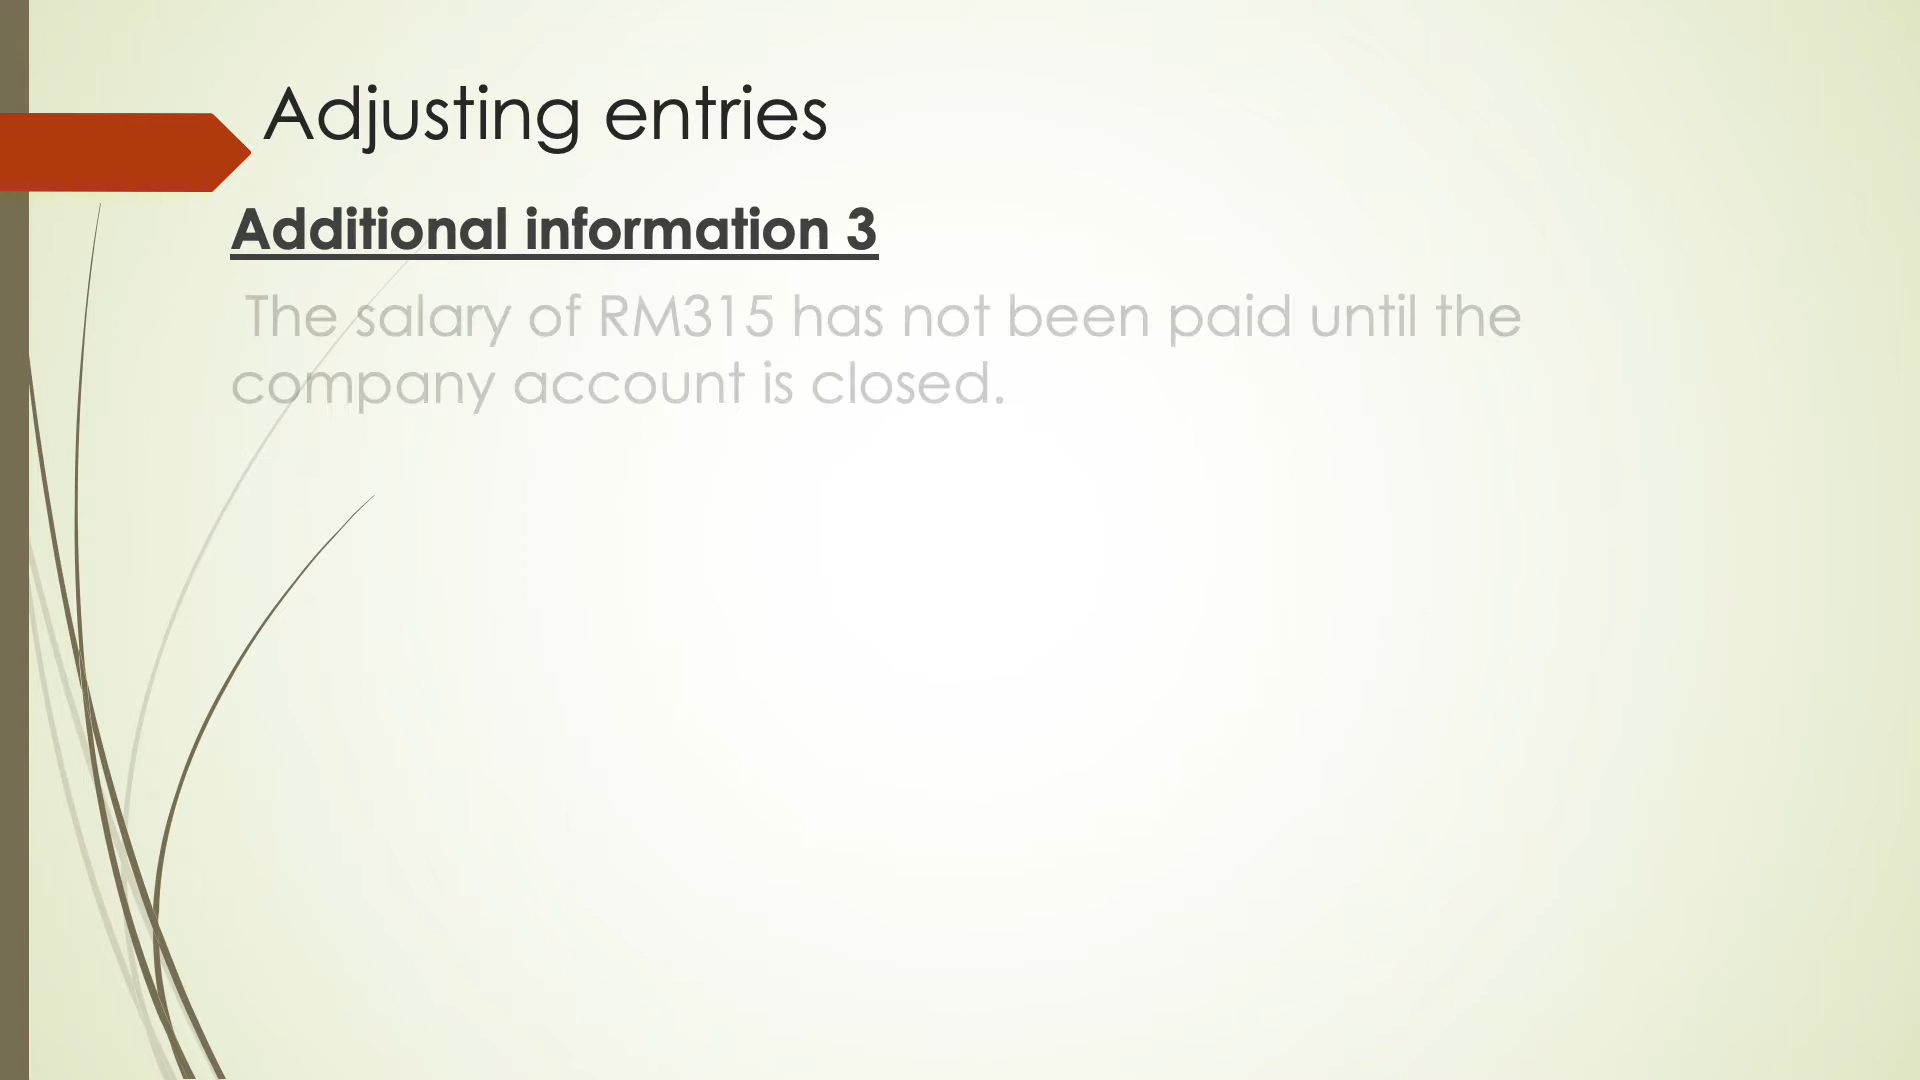 Adjusting entries
Additional information 3
The salary of RM315 has not been paid until the
company account is closed.